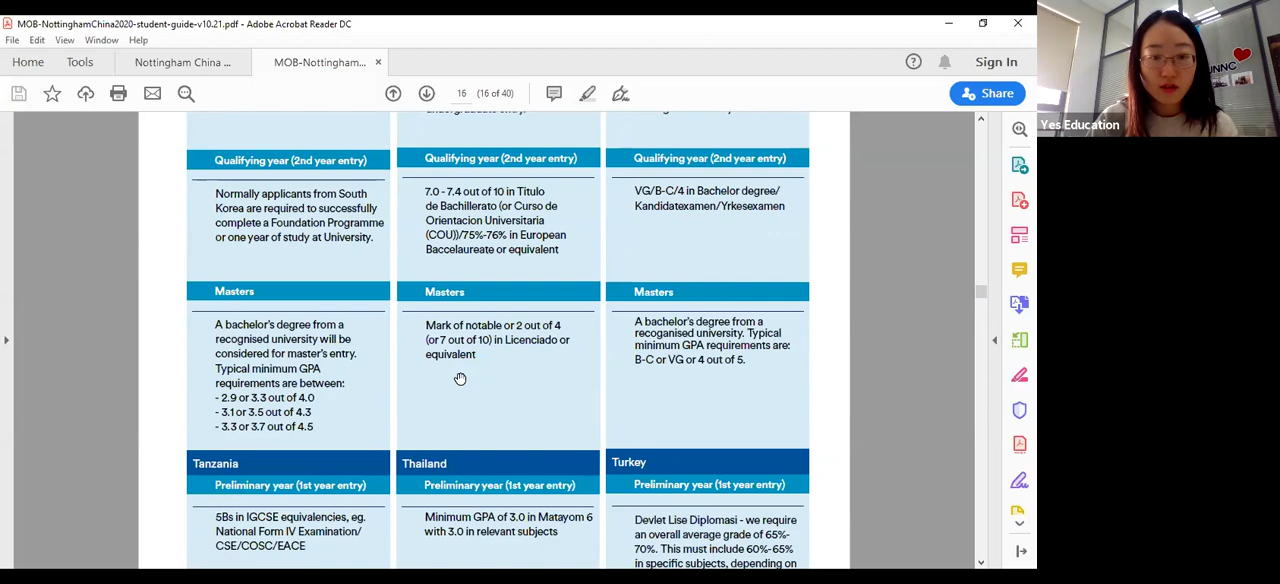 MOB-NottinghamChina2020-student-guide-v10.21.pdf - Adobe Acrobat Reader DC
File Edit View Window Help
Home Tools Nottingham China ... MOB-Nottingham... × Sign In
16 (16 of 40) Share
UNNC
Yes Education
Qualifying year (2nd year entry)
Normally applicants from South
Korea are required to successfully
complete a Foundation Programme
or one year of study at University.
Masters
A bachelor's degree from a
recognised university will be
considered for master's entry.
Typical minimum GPA
requirements are between:
- 2.9 or 3.3 out of 4.0
- 3.1 or 3.5 out of 4.3
- 3.3 or 3.7 out of 4.5
Tanzania
Preliminary year (1st year entry)
5Bs in IGCSE equivalencies, eg.
National Form IV Examination/
CSE/COSC/EACE
Qualifying year (2nd year entry)
7.0 - 7.4 out of 10 in Titulo
de Bachillerato (or Curso de
Orientacion Universitaria
(COU))/75%-76% in European
Baccelaureate or equivalent
Masters
Mark of notable or 2 out of 4
(or 7 out of 10) in Licenciado or
equivalent
Thailand
Preliminary year (1st year entry)
Minimum GPA of 3.0 in Matayom 6
with 3.0 in relevant subjects
Qualifying year (2nd year entry)
VG/B-C/4 in Bachelor degree/
Kandidatexamen/Yrkesexamen
Masters
A bachelor's degree from a
recoganised university. Typical
minimum GPA requirements are:
B-C or VG or 4 out of 5.
Turkey
Preliminary year (1st year entry)
Devlet Lise Diplomasi - we require
an overall average grade of 65%-
70%. This must include 60%-65%
in specific subjects, depending on